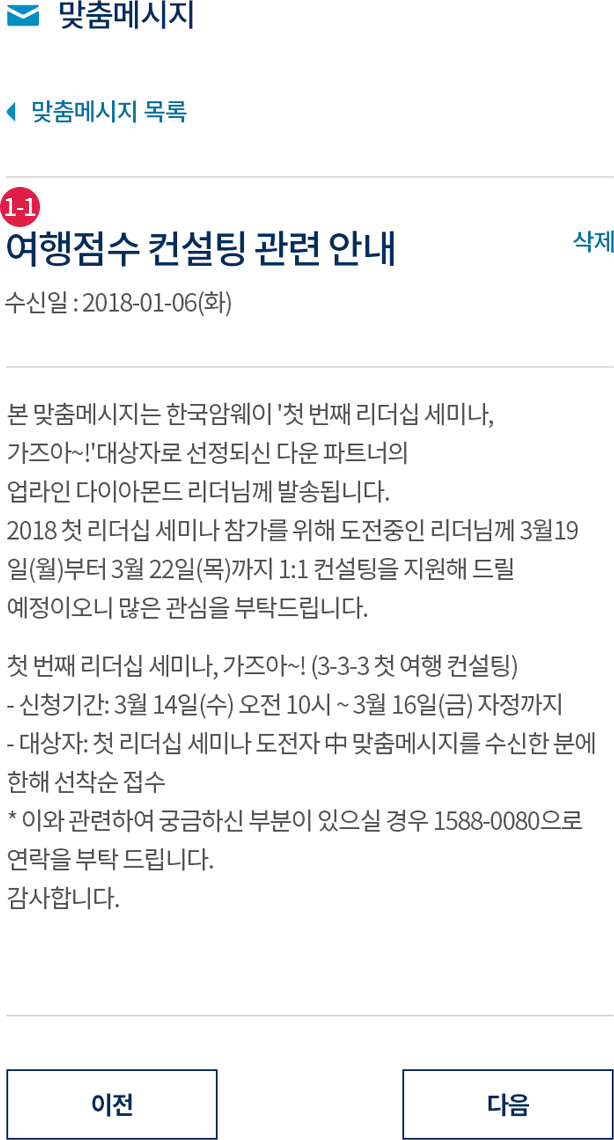 맞춤메시지
맞춤메시지 목록
1-1
여행점수 컨설팅 관련 안내
삭제
수신일 : 2018-01-06(화)
본 맞춤메시지는 한국암웨이 '첫 번째 리더십 세미나,
가즈아~!'대상자로 선정되신 다운 파트너의
업라인 다이아몬드 리더님께 발송됩니다.
2018 첫 리더십 세미나 참가를 위해 도전중인 리더님께 3월19
일(월)부터 3월 22일(목)까지 1:1 컨설팅을 지원해 드릴
예정이오니 많은 관심을 부탁드립니다.
첫 번째 리더십 세미나, 가즈아~! (3-3-3 첫 여행 컨설팅)
- 신청기간: 3월 14일(수) 오전 10시 ~ 3월 16일(금) 자정까지
- 대상자: 첫 리더십 세미나 도전자 中 맞춤메시지를 수신한 분에
한해 선착순 접수
* 이와 관련하여 궁금하신 부분이 있으실 경우 1588-0080으로
연락을 부탁 드립니다.
감사합니다.
이전
다음